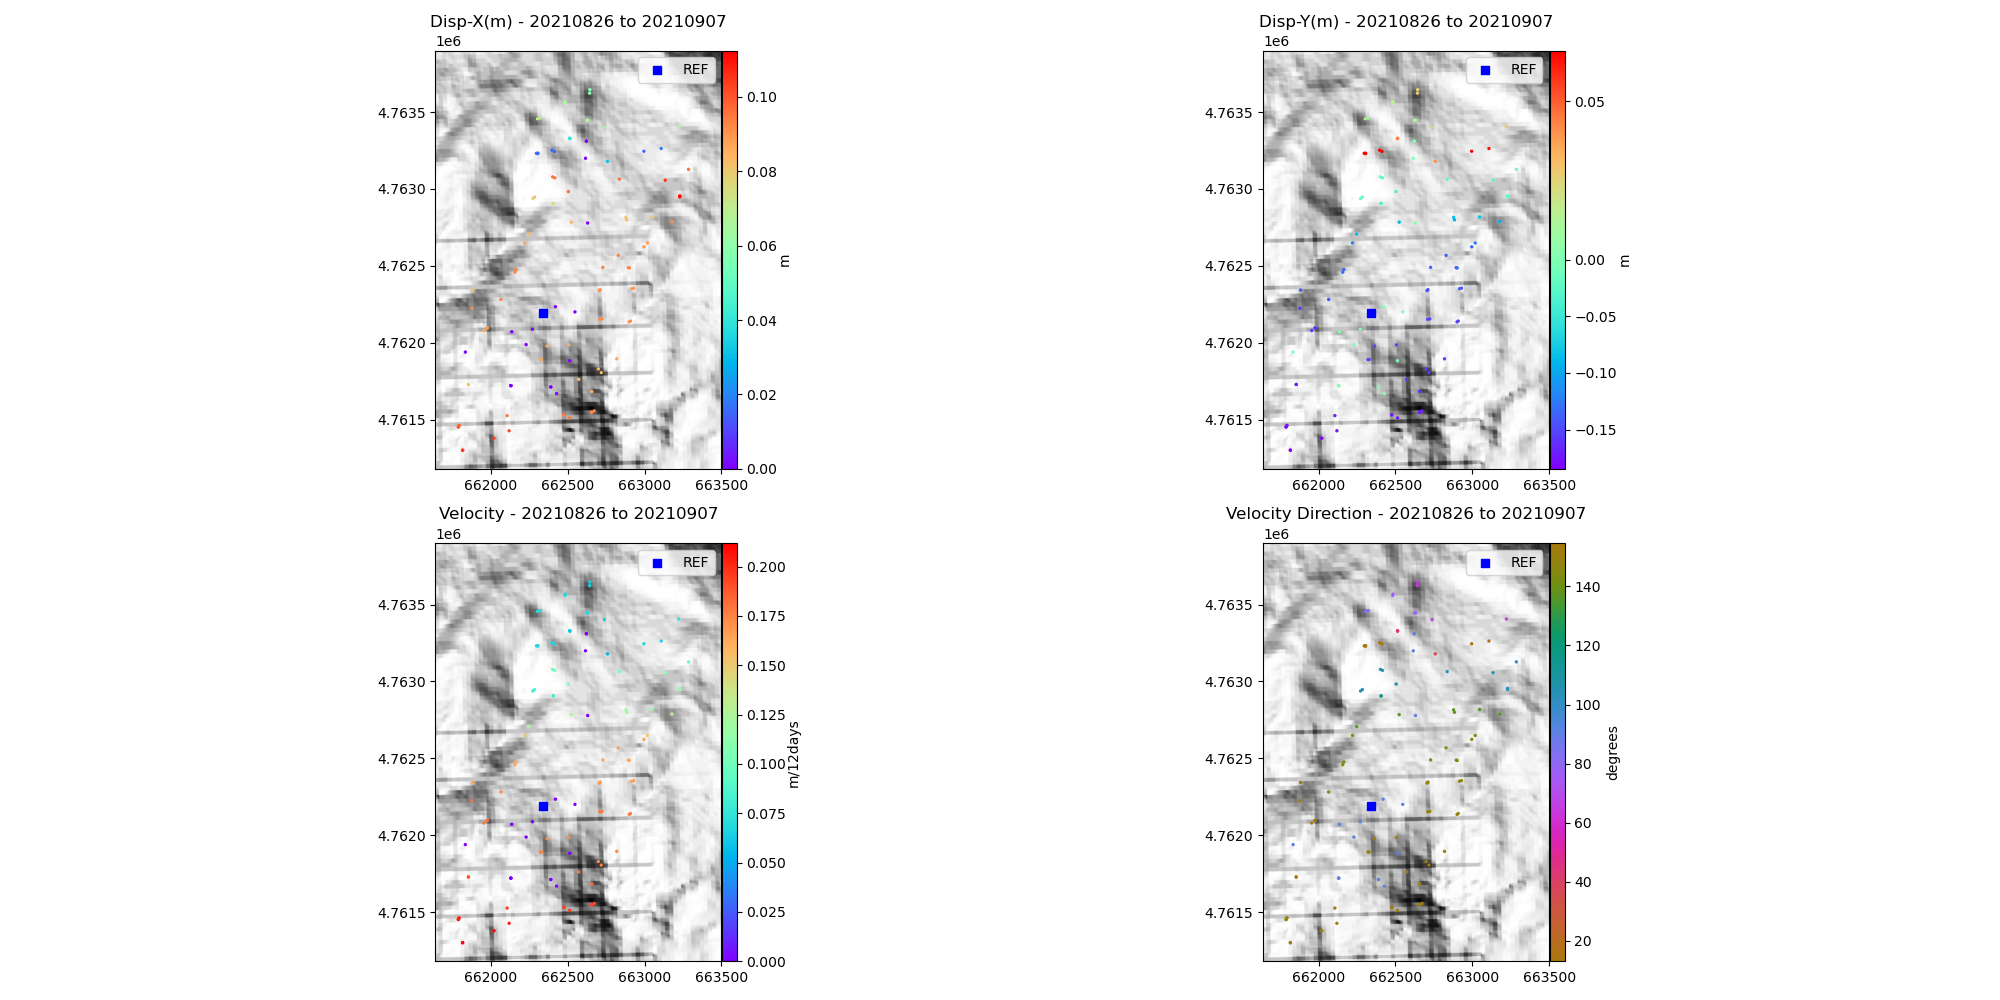 Disp-X(m) - 20210826 to 20210907
1e6
REF
4.7635
4.7630
4.7625
4.7620
4.7615
662000 662500 663000 663500
0.10
0.08
0.06
0.04
0.02
0.00
m
Disp-Y(m) - 20210826 to 20210907
1e6
REF
4.7635
4.7630
4.7625
4.7620
4.7615
662000 662500 663000 663500
0.05
0.00
−0.05
−0.10
−0.15
m
Velocity - 20210826 to 20210907
1e6
REF
4.7635
4.7630
4.7625
4.7620
4.7615
662000 662500 663000 663500
0.200
0.175
0.150
0.125
0.100
0.075
0.050
0.025
0.000
m/12days
Velocity Direction - 20210826 to 20210907
1e6
REF
4.7635
4.7630
4.7625
4.7620
4.7615
662000 662500 663000 663500
140
120
100
80
60
40
20
degrees